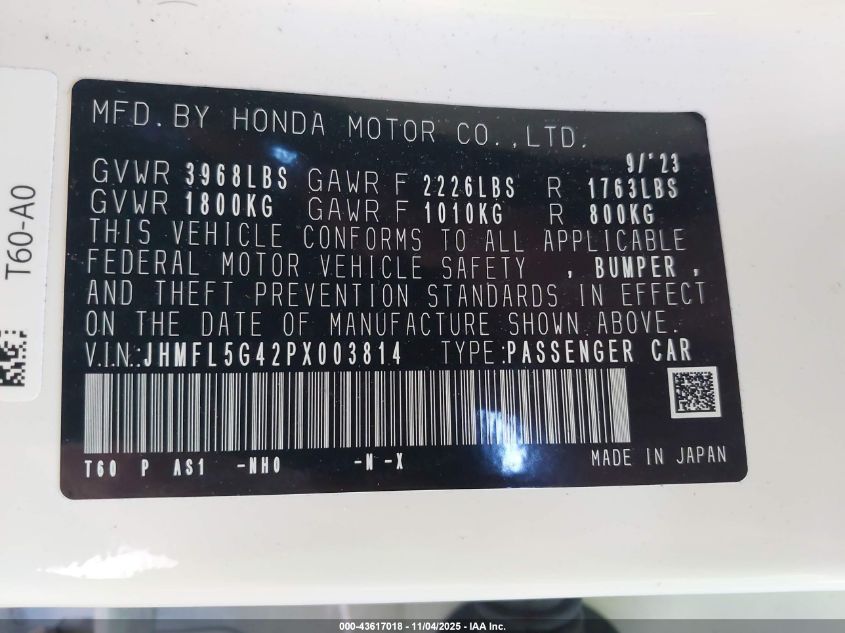 T60-A0
MFD. BY HONDA MOTOR CO.,LTD.
9/'23
GVWR 3968LBS GAWR F 2226LBS R 1763LBS
GVWR 1800KG GAWR F 1010KG R 800KG
THIS VEHICLE CONFORMS TO ALL APPLICABLE
FEDERAL MOTOR VEHICLE SAFETY , BUMPER ,
AND THEFT PREVENTION STANDARDS IN EFFECT
ON THE DATE OF MANUFACTURE SHOWN ABOVE.
V.I.N.:JHMFL5G42PX003814 TYPE:PASSENGER CAR
T60 P AS1 -NH0 -N -X MADE IN JAPAN
000-43617018 - 11/04/2025 - IAA Inc.